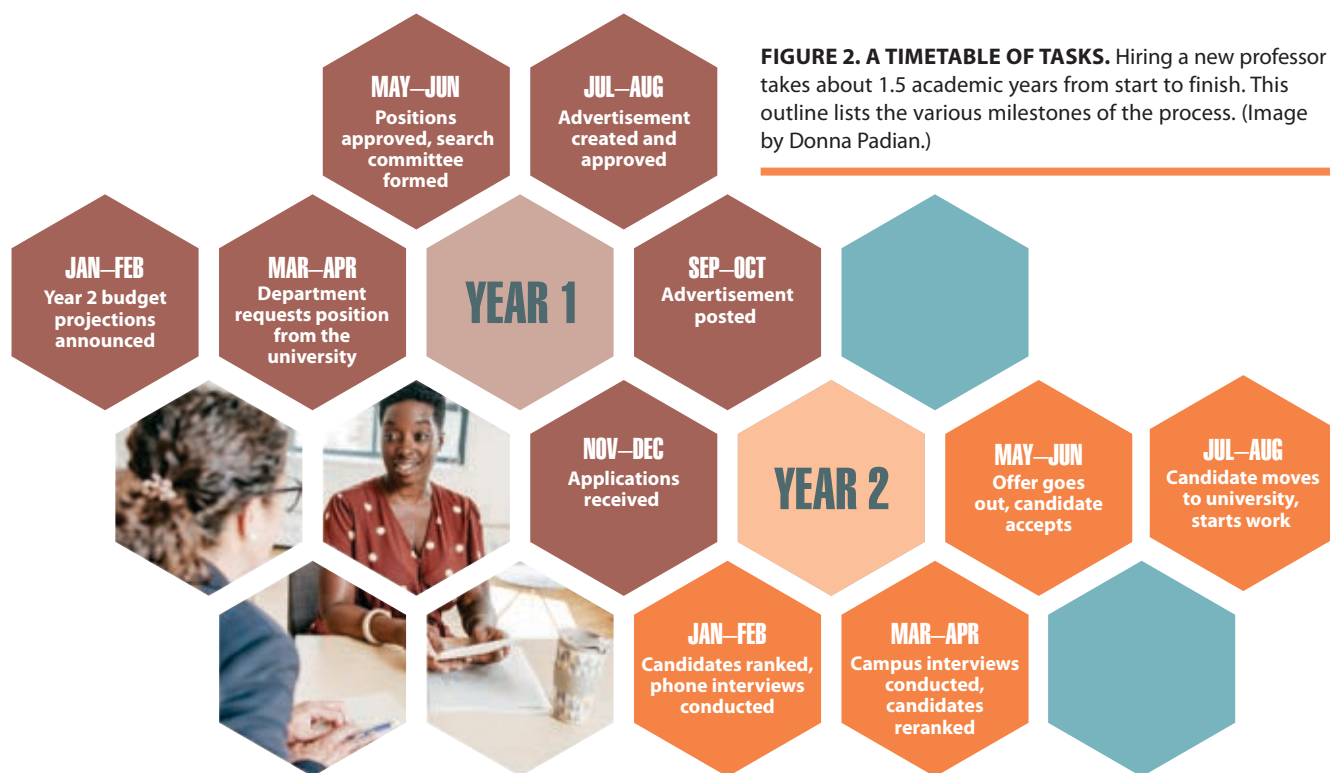 FIGURE 2. A TIMETABLE OF TASKS. Hiring a new professor
takes about 1.5 academic years from start to finish. This
outline lists the various milestones of the process. (Image
by Donna Padian.)
YEAR 1
JAN–FEB
Year 2 budget
projections
announced
MAR–APR
Department
requests position
from the
university
MAY–JUN
Positions
approved, search
committee
formed
JUL–AUG
Advertisement
created and
approved
SEP–OCT
Advertisement
posted
NOV–DEC
Applications
received
YEAR 2
JAN–FEB
Candidates ranked,
phone interviews
conducted
MAR–APR
Campus interviews
conducted,
candidates
reranked
MAY–JUN
Offer goes
out, candidate
accepts
JUL–AUG
Candidate moves
to university,
starts work